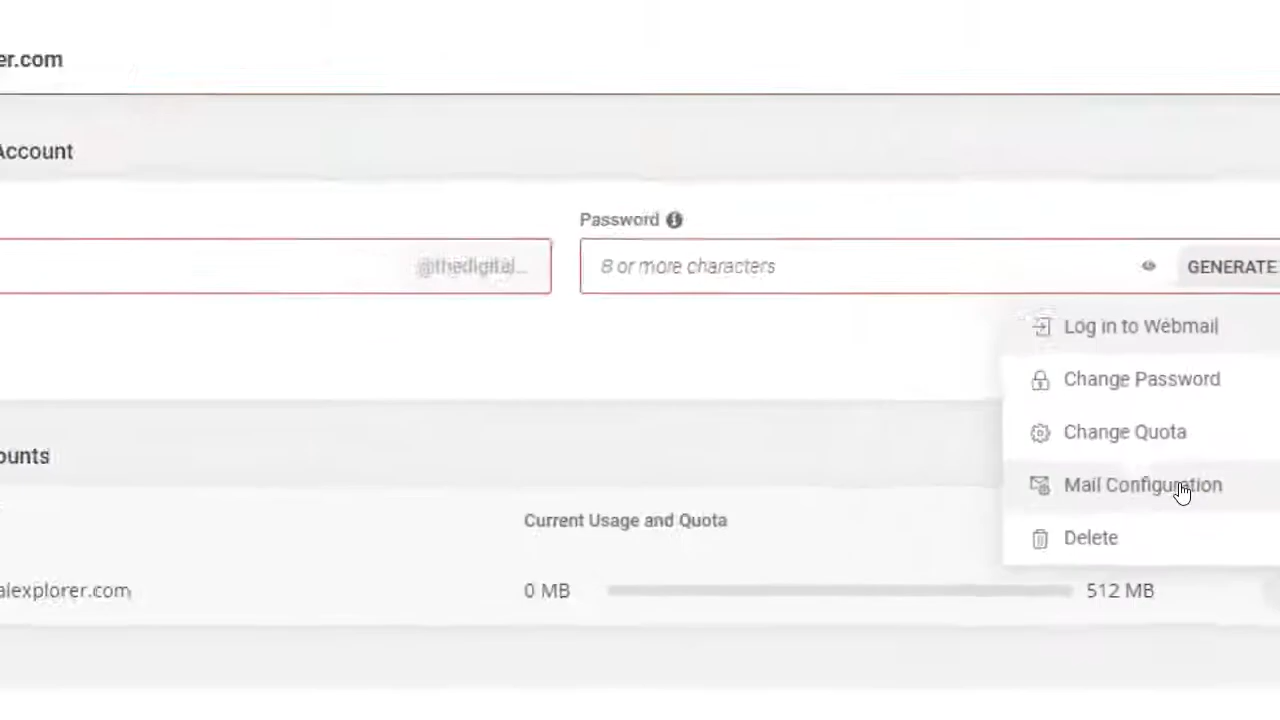 er.com
Account
Password
@thedigital...
8 or more characters
GENERATE
Log in to Webmail
Change Password
Change Quota
Mail Configuration
Delete
ounts
Current Usage and Quota
alexplorer.com
0 MB
512 MB